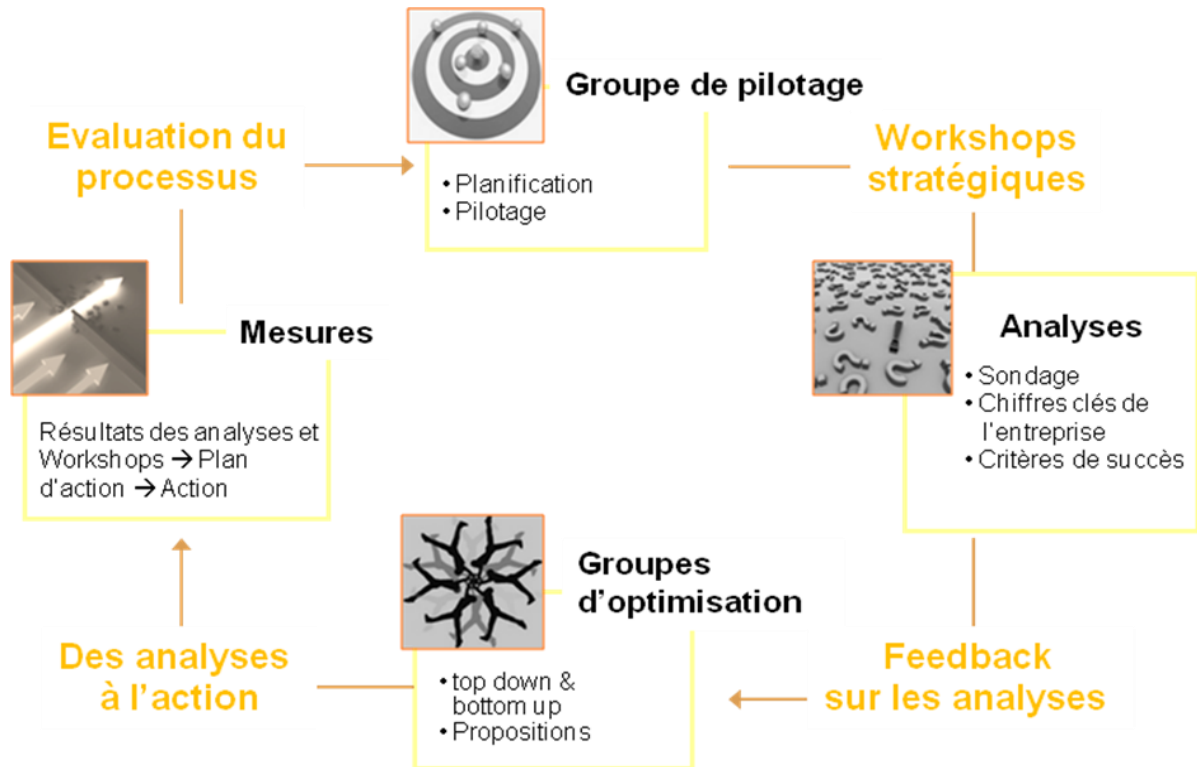 Groupe de pilotage
• Planification
• Pilotage
Workshops
stratégiques
Analyses
• Sondage
• Chiffres clés de
l'entreprise
• Critères de succès
Feedback
sur les analyses
Groupes
d’optimisation
• top down &
bottom up
• Propositions
Des analyses
à l’action
Mesures
Résultats des analyses et
Workshops → Plan
d’action → Action
Evaluation du
processus